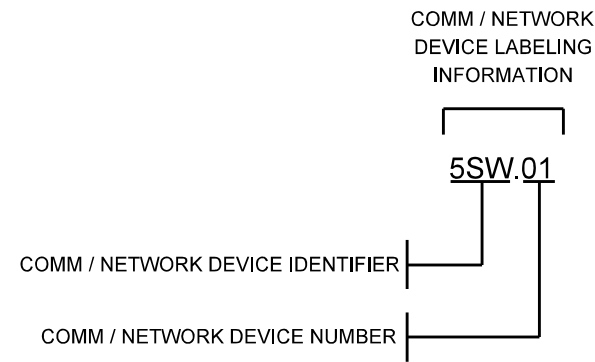 COMM / NETWORK
DEVICE LABELING
INFORMATION
5SW.01
COMM / NETWORK DEVICE IDENTIFIER
COMM / NETWORK DEVICE NUMBER